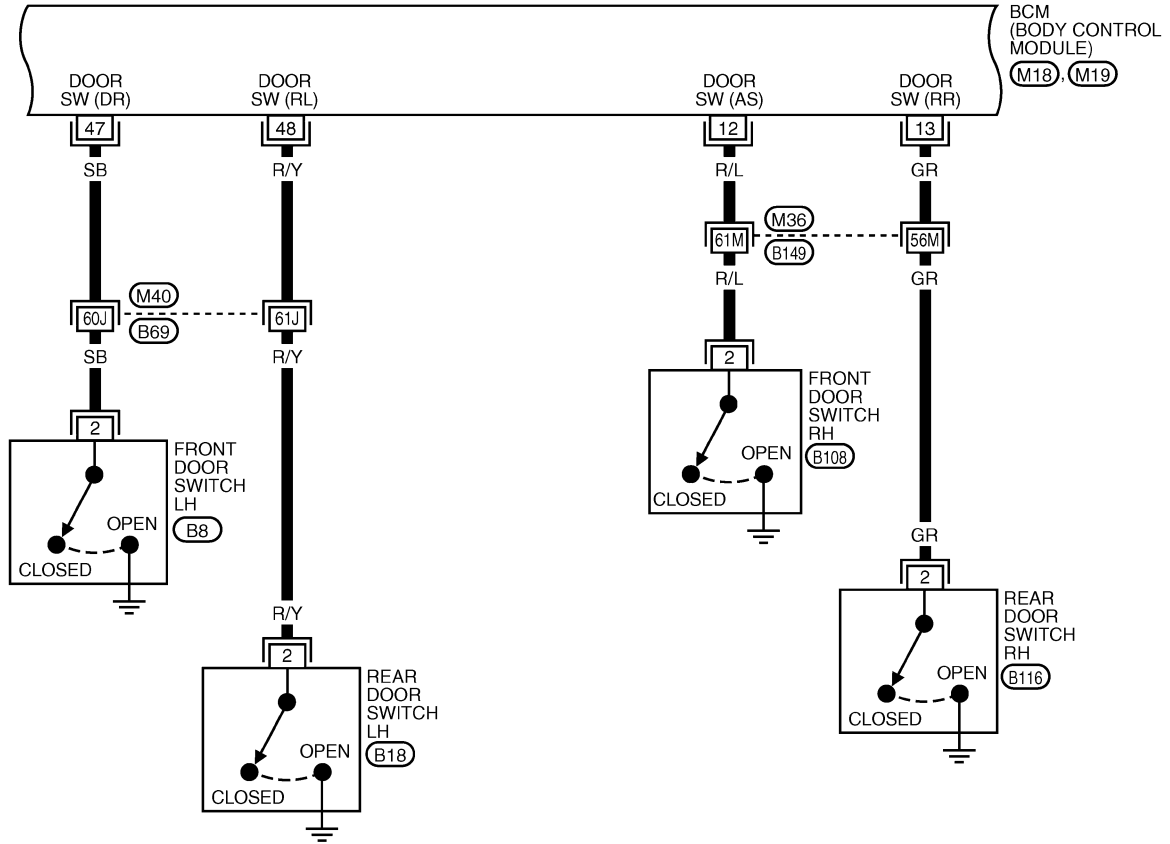 BCM
(BODY CONTROL
MODULE)
M18, M19
DOOR
SW (DR)
DOOR
SW (RL)
DOOR
SW (AS)
DOOR
SW (RR)
47
48
12
13
SB
R/Y
R/L
GR
M36
61M
56M
B149
R/L
GR
M40
60J
61J
B69
SB
R/Y
2
FRONT
DOOR
SWITCH
RH
B108
OPEN
CLOSED
2
FRONT
DOOR
SWITCH
LH
B8
OPEN
CLOSED
GR
2
REAR
DOOR
SWITCH
RH
B116
OPEN
CLOSED
R/Y
2
REAR
DOOR
SWITCH
LH
B18
OPEN
CLOSED